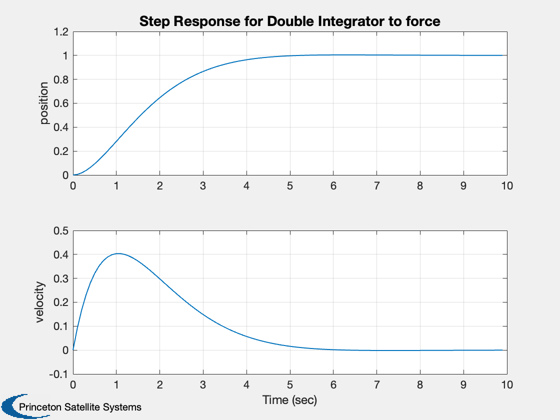 Step Response for Double Integrator to force
1.2
1
0.8
0.6
0.4
0.2
0
position
0 1 2 3 4 5 6 7 8 9 10
0.5
0.4
0.3
0.2
0.1
0
-0.1
velocity
0 1 2 3 4 5 6 7 8 9 10
Time (sec)
Princeton Satellite Systems